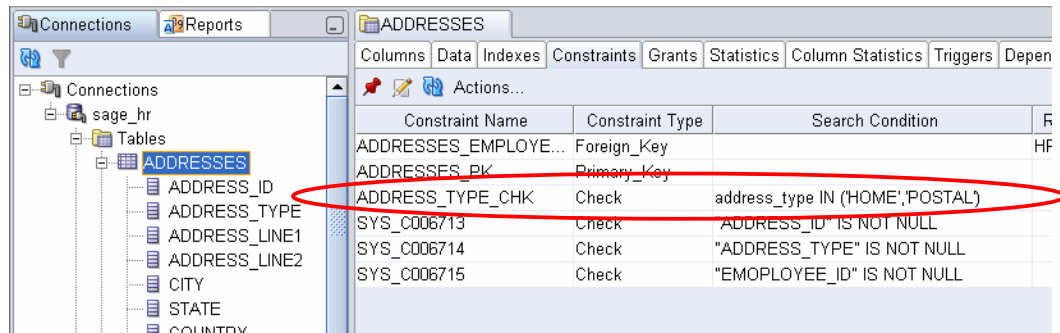 Connections Reports ADDRESSES
Columns Data Indexes Constraints Grants Statistics Column Statistics Triggers Depen
Connections
Actions...
sage_hr
Constraint Name Constraint Type Search Condition R
Tables
ADDRESSES_EMPLOYE... Foreign_Key HR
ADDRESSES
ADDRESSES_PK Primary_Key
ADDRESS_ID
ADDRESS_TYPE_CHK Check address_type IN ('HOME','POSTAL')
ADDRESS_TYPE
SYS_C006713 Check "ADDRESS_ID" IS NOT NULL
ADDRESS_LINE1
SYS_C006714 Check "ADDRESS_TYPE" IS NOT NULL
ADDRESS_LINE2
SYS_C006715 Check "EMOPLOYEE_ID" IS NOT NULL
CITY
STATE
COUNTRY